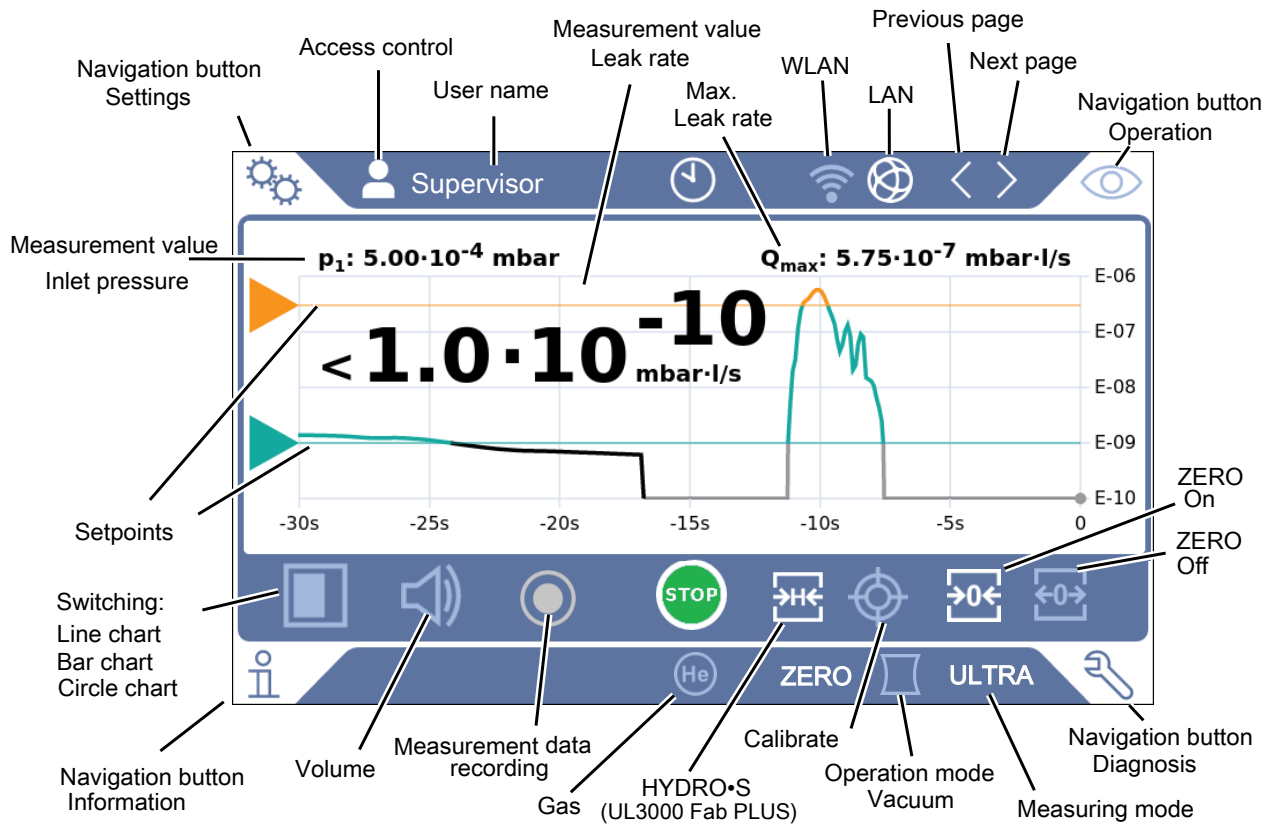 Previous page
Measurement value
Leak rate
Access control
WLAN
Next page
Navigation button
Settings
User name
Max.
Leak rate
LAN
Navigation button
Operation
Supervisor
Measurement value
Inlet pressure
p₁: 5.00·10⁻⁴ mbar
Qmax: 5.75·10⁻⁷ mbar·l/s
E-06
<1.0·10⁻¹⁰ mbar·l/s
E-07
E-08
E-09
E-10
-30s -25s -20s -15s -10s -5s 0
ZERO
On
Setpoints
ZERO
Off
Switching:
Line chart
Bar chart
Circle chart
STOP
→H←
→0←
←0→
He
ZERO
ULTRA
Navigation button
Information
Volume
Measurement data
recording
Gas
HYDRO•S
(UL3000 Fab PLUS)
Calibrate
Operation mode
Vacuum
Measuring mode
Navigation button
Diagnosis